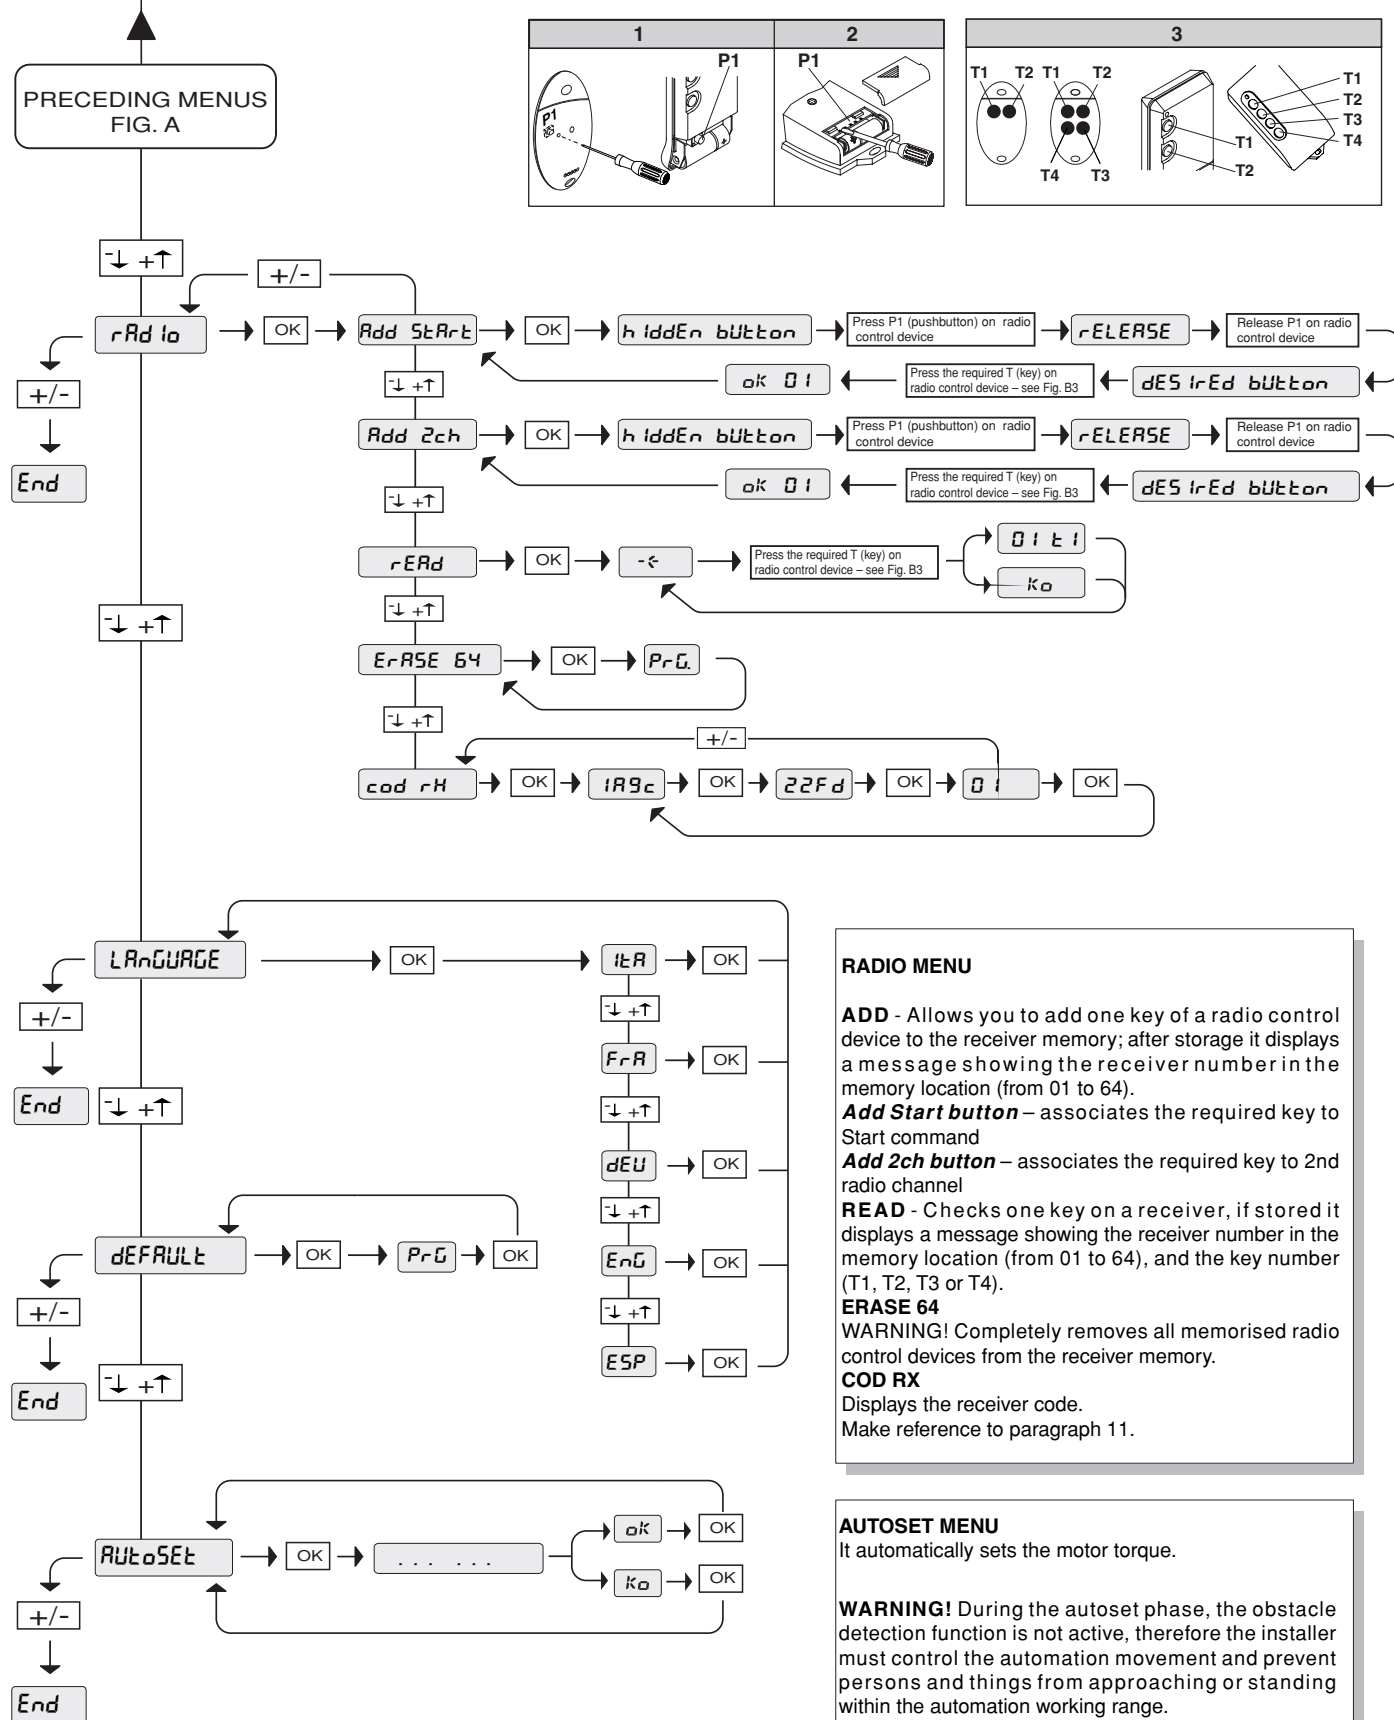 PRECEDING MENUS
FIG. A
1
2
3
P1
P1
P1
T1 T2 T1 T2
T4 T3
T1
T2
T1
T2
T3
T4
-↓ +↑
+/-
rAdIo
OK
Add StArt
OK
hIddEn bUtton
Press P1 (pushbutton) on radio
control device
rELEASE
Release P1 on radio
control device
+/-
End
-↓ +↑
oK 01
Press the required T (key) on
radio control device – see Fig. B3
dESIrEd bUtton
Add 2ch
OK
hIddEn bUtton
Press P1 (pushbutton) on radio
control device
rELEASE
Release P1 on radio
control device
-↓ +↑
oK 01
Press the required T (key) on
radio control device – see Fig. B3
dESIrEd bUtton
rEAd
OK
-<-
Press the required T (key) on
radio control device – see Fig. B3
01 t1
Ko
-↓ +↑
-↓ +↑
ErASE 64
OK
PrG.
-↓ +↑
+/-
cod rH
OK
1A9c
OK
22Fd
OK
01
OK
LAnGUAGE
OK
ItA
OK
+/-
End
-↓ +↑
-↓ +↑
FrA
OK
-↓ +↑
dEU
OK
-↓ +↑
EnG
OK
-↓ +↑
ESP
OK
dEFAULt
OK
PrG
OK
+/-
End
-↓ +↑
AUtoSEt
OK
... ...
oK
OK
Ko
OK
+/-
End
RADIO MENU
ADD - Allows you to add one key of a radio control
device to the receiver memory; after storage it displays
a message showing the receiver number in the
memory location (from 01 to 64).
Add Start button – associates the required key to
Start command
Add 2ch button – associates the required key to 2nd
radio channel
READ - Checks one key on a receiver, if stored it
displays a message showing the receiver number in the
memory location (from 01 to 64), and the key number
(T1, T2, T3 or T4).
ERASE 64
WARNING! Completely removes all memorised radio
control devices from the receiver memory.
COD RX
Displays the receiver code.
Make reference to paragraph 11.
AUTOSET MENU
It automatically sets the motor torque.
WARNING! During the autoset phase, the obstacle
detection function is not active, therefore the installer
must control the automation movement and prevent
persons and things from approaching or standing
within the automation working range.